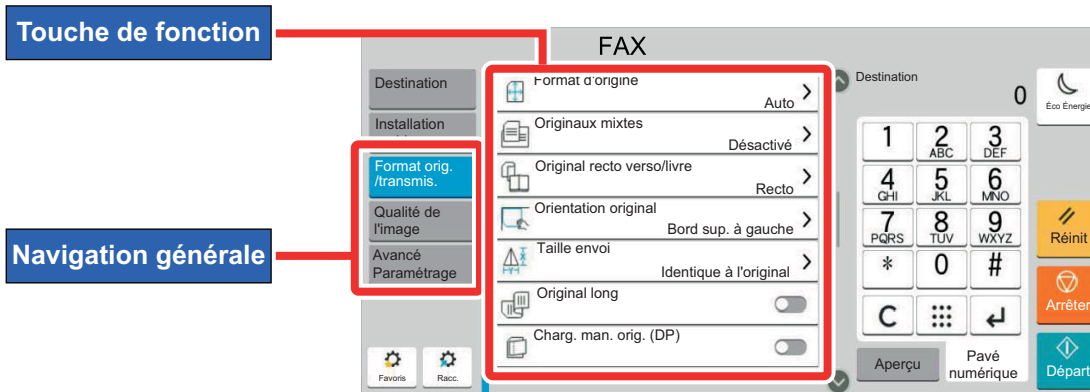 Touche de fonction
FAX
Destination
Installation
Format orig.
/transmis.
Qualité de
l'image
Avancé
Paramétrage
Navigation générale
Favoris
Racc.
Format d'origine
Auto
Originaux mixtes
Désactivé
Original recto verso/livre
Recto
Orientation original
Bord sup. à gauche
Taille envoi
Identique à l'original
Original long
Charg. man. orig. (DP)
Destination
0
1
2
ABC
3
DEF
4
GHI
5
JKL
6
MNO
7
PQRS
8
TUV
9
WXYZ
*
0
#
C
Aperçu
Pavé
numérique
Éco Énergie
Réinit
Arrêter
Départ